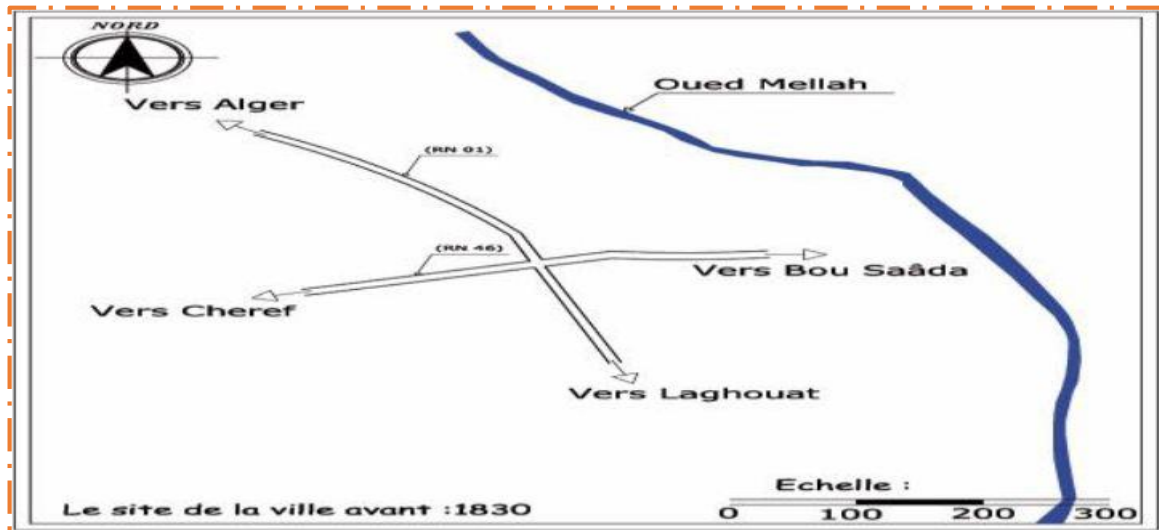 NORD
Vers Alger
Oued Mellah
(RN 01)
(RN 46)
Vers Bou Saâda
Vers Cheref
Vers Laghouat
Echelle :
Le site de la ville avant :1830
0 100 200 300